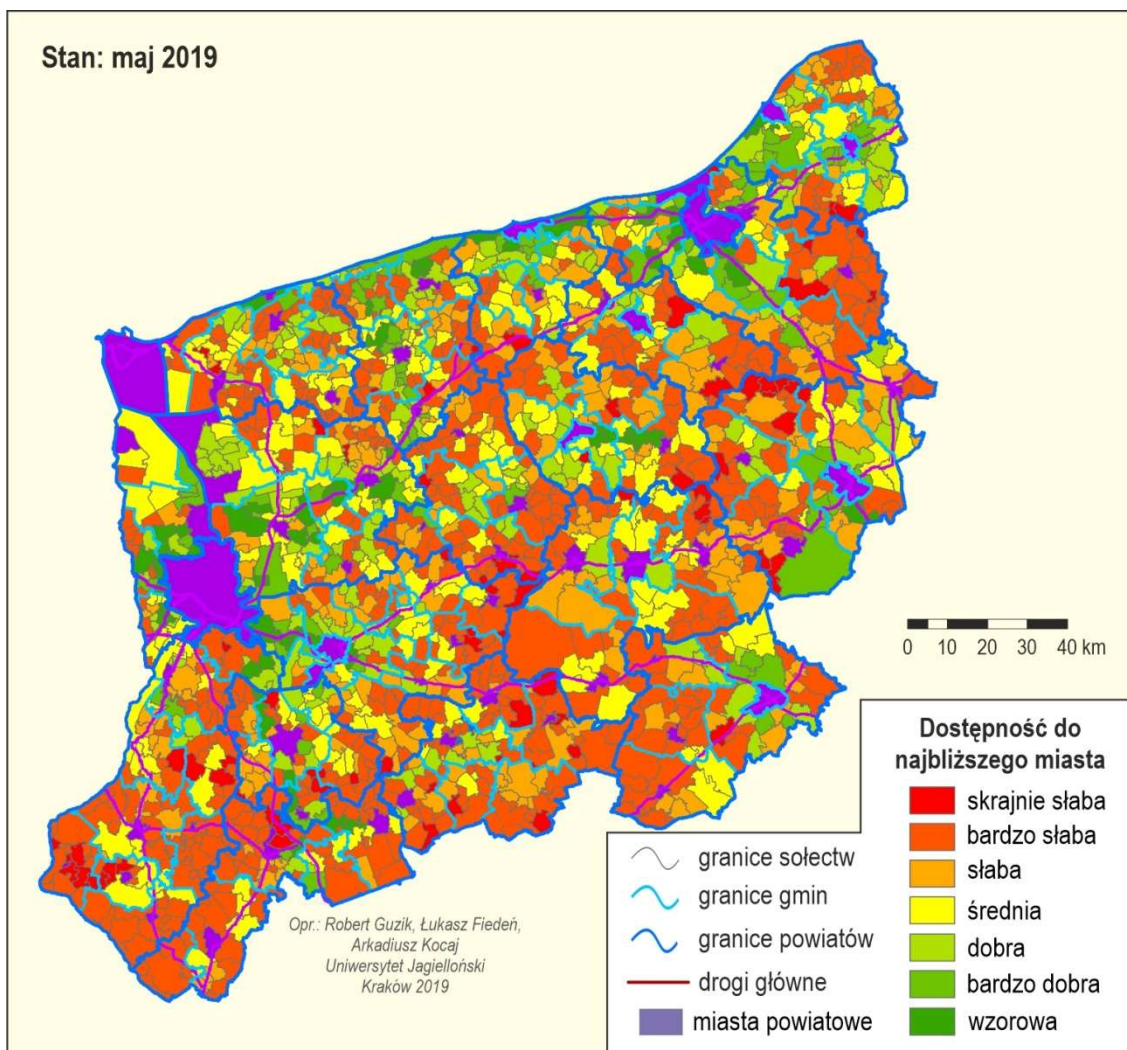 Stan: maj 2019
0 10 20 30 40 km
Dostępność do
najbliższego miasta
skrajnie słaba
bardzo słaba
słaba
średnia
dobra
bardzo dobra
wzorowa
granice sołectw
granice gmin
granice powiatów
drogi główne
miasta powiatowe
Opr.: Robert Guzik, Łukasz Fiedeń,
Arkadiusz Kocaj
Uniwersytet Jagielloński
Kraków 2019